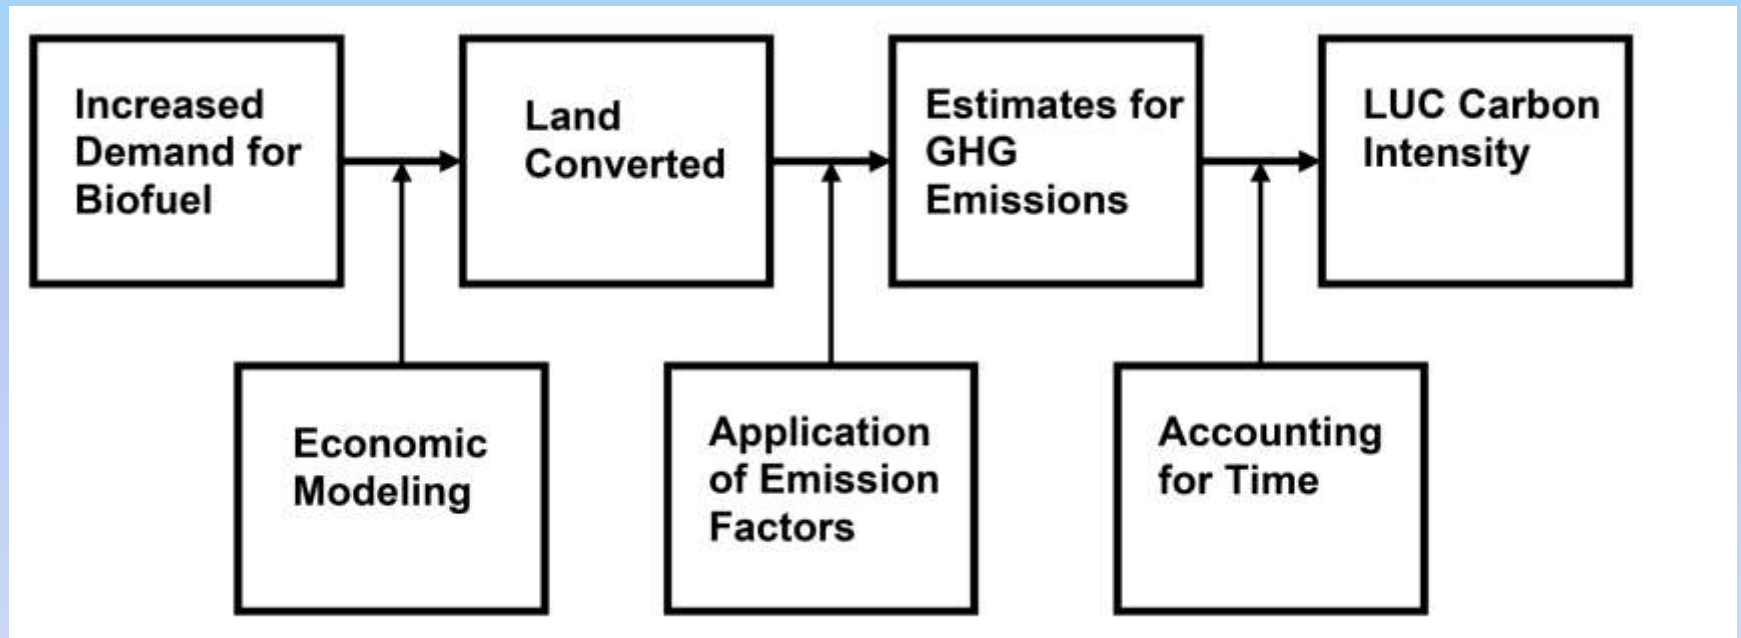 Increased
Demand for
Biofuel
Land
Converted
Estimates for
GHG
Emissions
LUC Carbon
Intensity
Economic
Modeling
Application
of Emission
Factors
Accounting
for Time